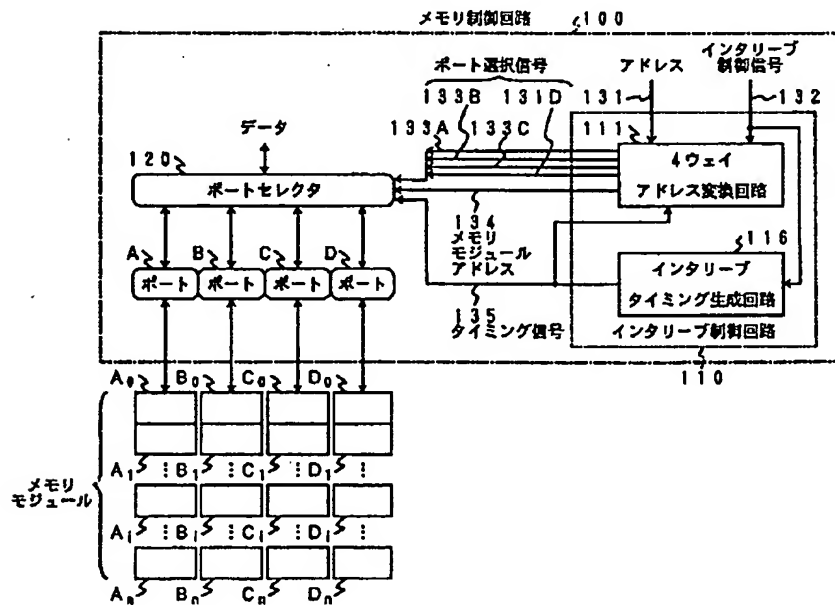 メモリ制御回路
100
ポート選択信号
133B 131D
133A 133C
アドレス
131
インタリーブ
制御信号
132
111
4ウェイ
アドレス変換回路
データ
120
ポートセレクタ
134
メモリ
モジュール
アドレス
116
インタリーブ
タイミング生成回路
135
タイミング信号
インタリーブ制御回路
110
A B C D
ポート ポート ポート ポート
A₀ B₀ C₀ D₀
A₁ ⋮ B₁ ⋮ C₁ ⋮ D₁ ⋮
メモリ
モジュール
Aᵢ ⋮ Bᵢ ⋮ Cᵢ ⋮ Dᵢ ⋮
Aₙ Bₙ Cₙ Dₙ